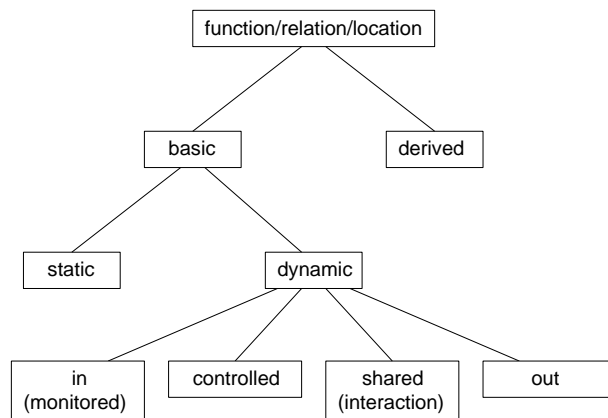 function/relation/location
basic
derived
static
dynamic
in
(monitored)
controlled
shared
(interaction)
out